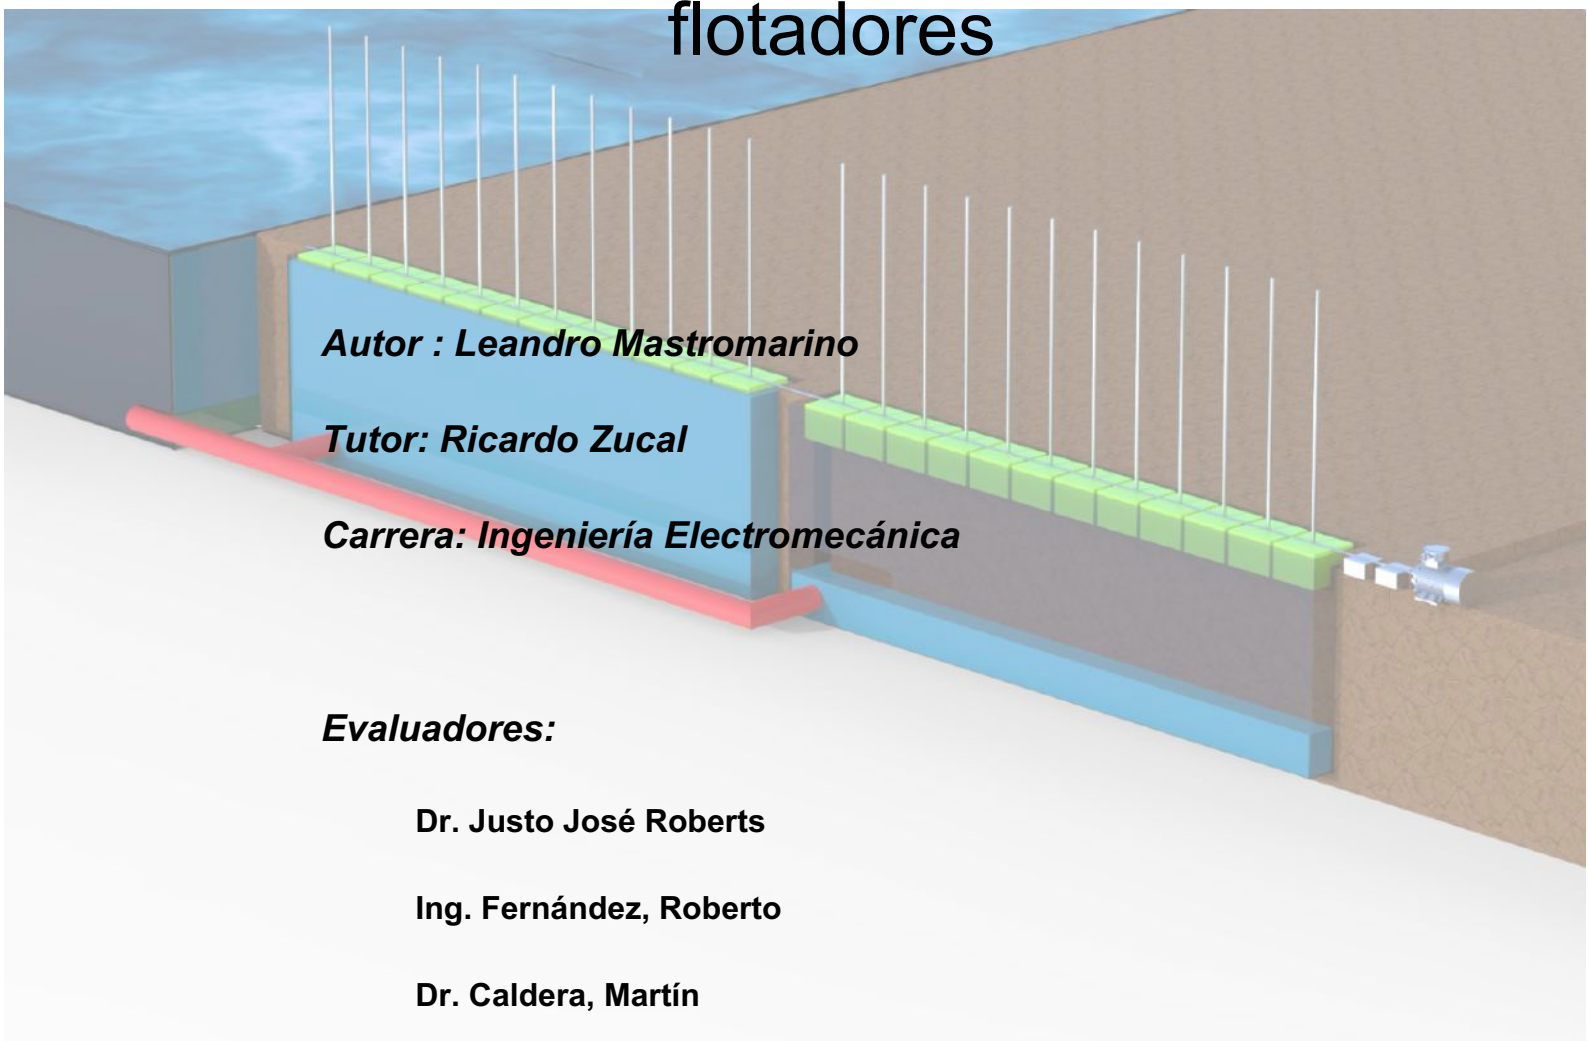 flotadores
Autor : Leandro Mastromarino
Tutor: Ricardo Zucal
Carrera: Ingeniería Electromecánica
Evaluadores:
Dr. Justo José Roberts
Ing. Fernández, Roberto
Dr. Caldera, Martín